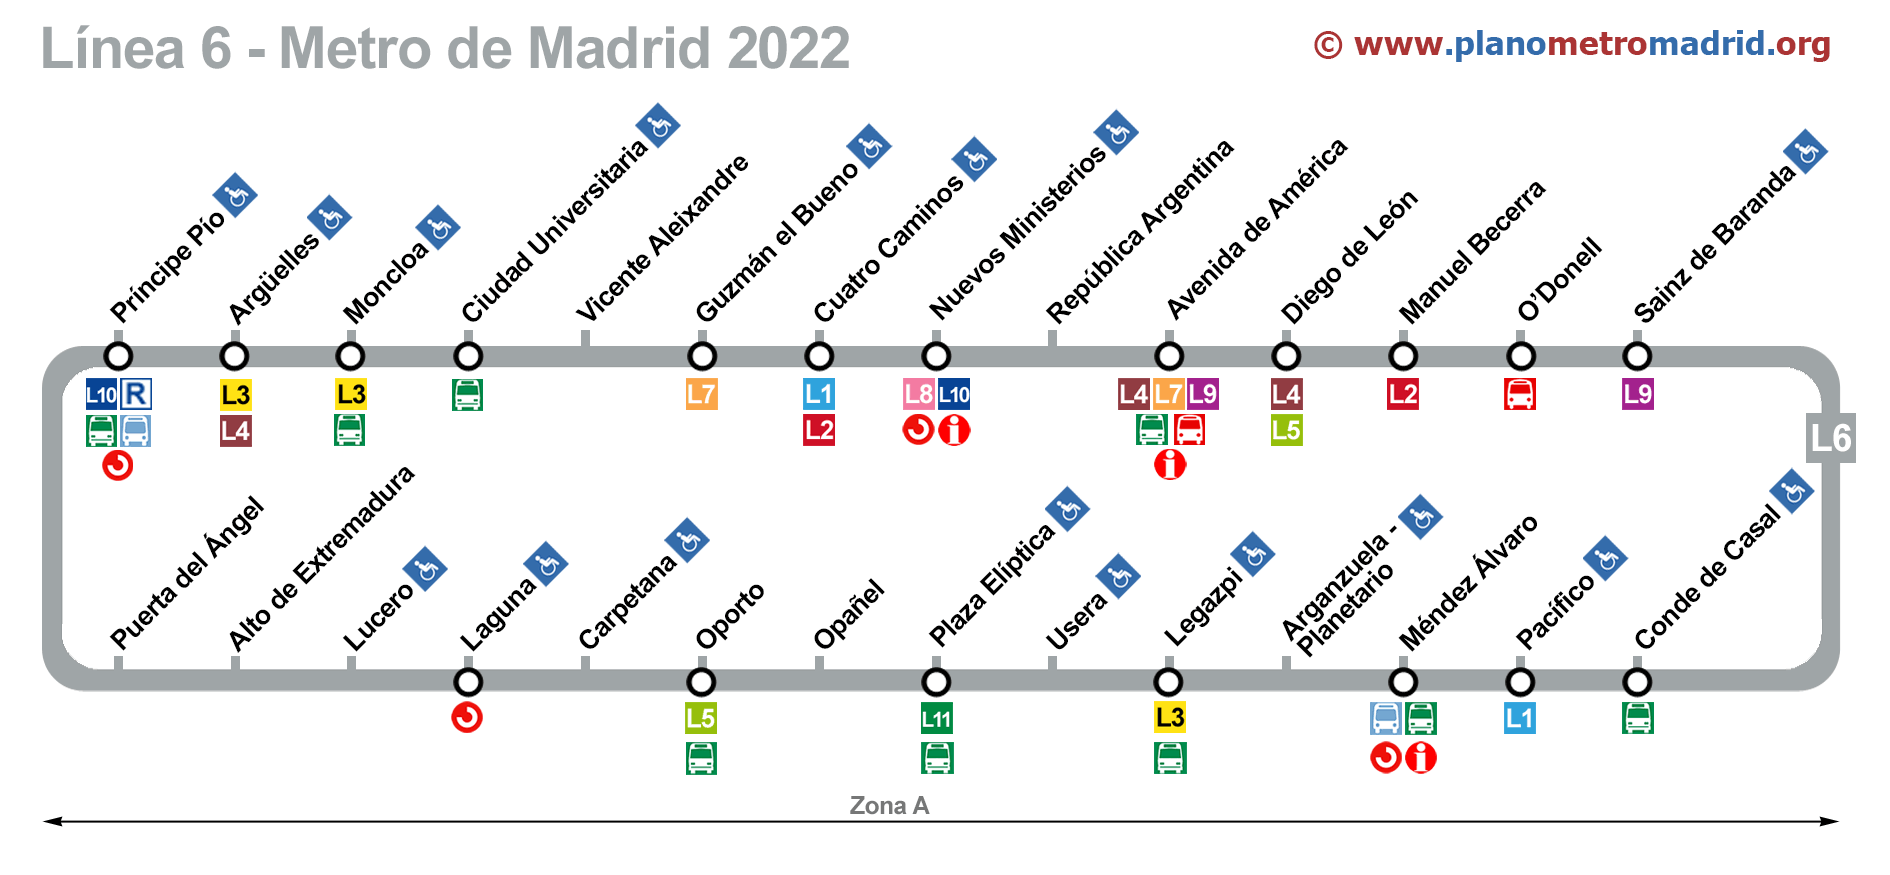 Línea 6 - Metro de Madrid 2022
© www.planometromadrid.org
Príncipe Pío
Argüelles
Moncloa
Ciudad Universitaria
Vicente Aleixandre
Guzmán el Bueno
Cuatro Caminos
Nuevos Ministerios
República Argentina
Avenida de América
Diego de León
Manuel Becerra
O'Donell
Sainz de Baranda
L10 R
L3
L3
L7
L1
L8 L10
L4 L7 L9
L4
L2
L9
L4
L2
L5
L6
Puerta del Ángel
Alto de Extremadura
Lucero
Laguna
Carpetana
Oporto
Opañel
Plaza Elíptica
Usera
Legazpi
Arganzuela -
Planetario
Méndez Álvaro
Pacífico
Conde de Casal
L5
L11
L3
L1
Zona A